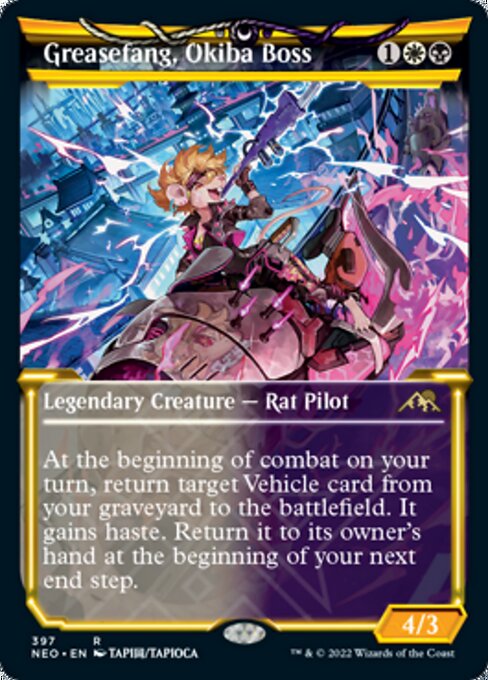 Greasefang, Okiba Boss 1
Legendary Creature — Rat Pilot
At the beginning of combat on your
turn, return target Vehicle card from
your graveyard to the battlefield. It
gains haste. Return it to its owner's
hand at the beginning of your next
end step.
4/3
397 R
NEO • EN TAPIBI/TAPIOCA
™ & © 2022 Wizards of the Coast